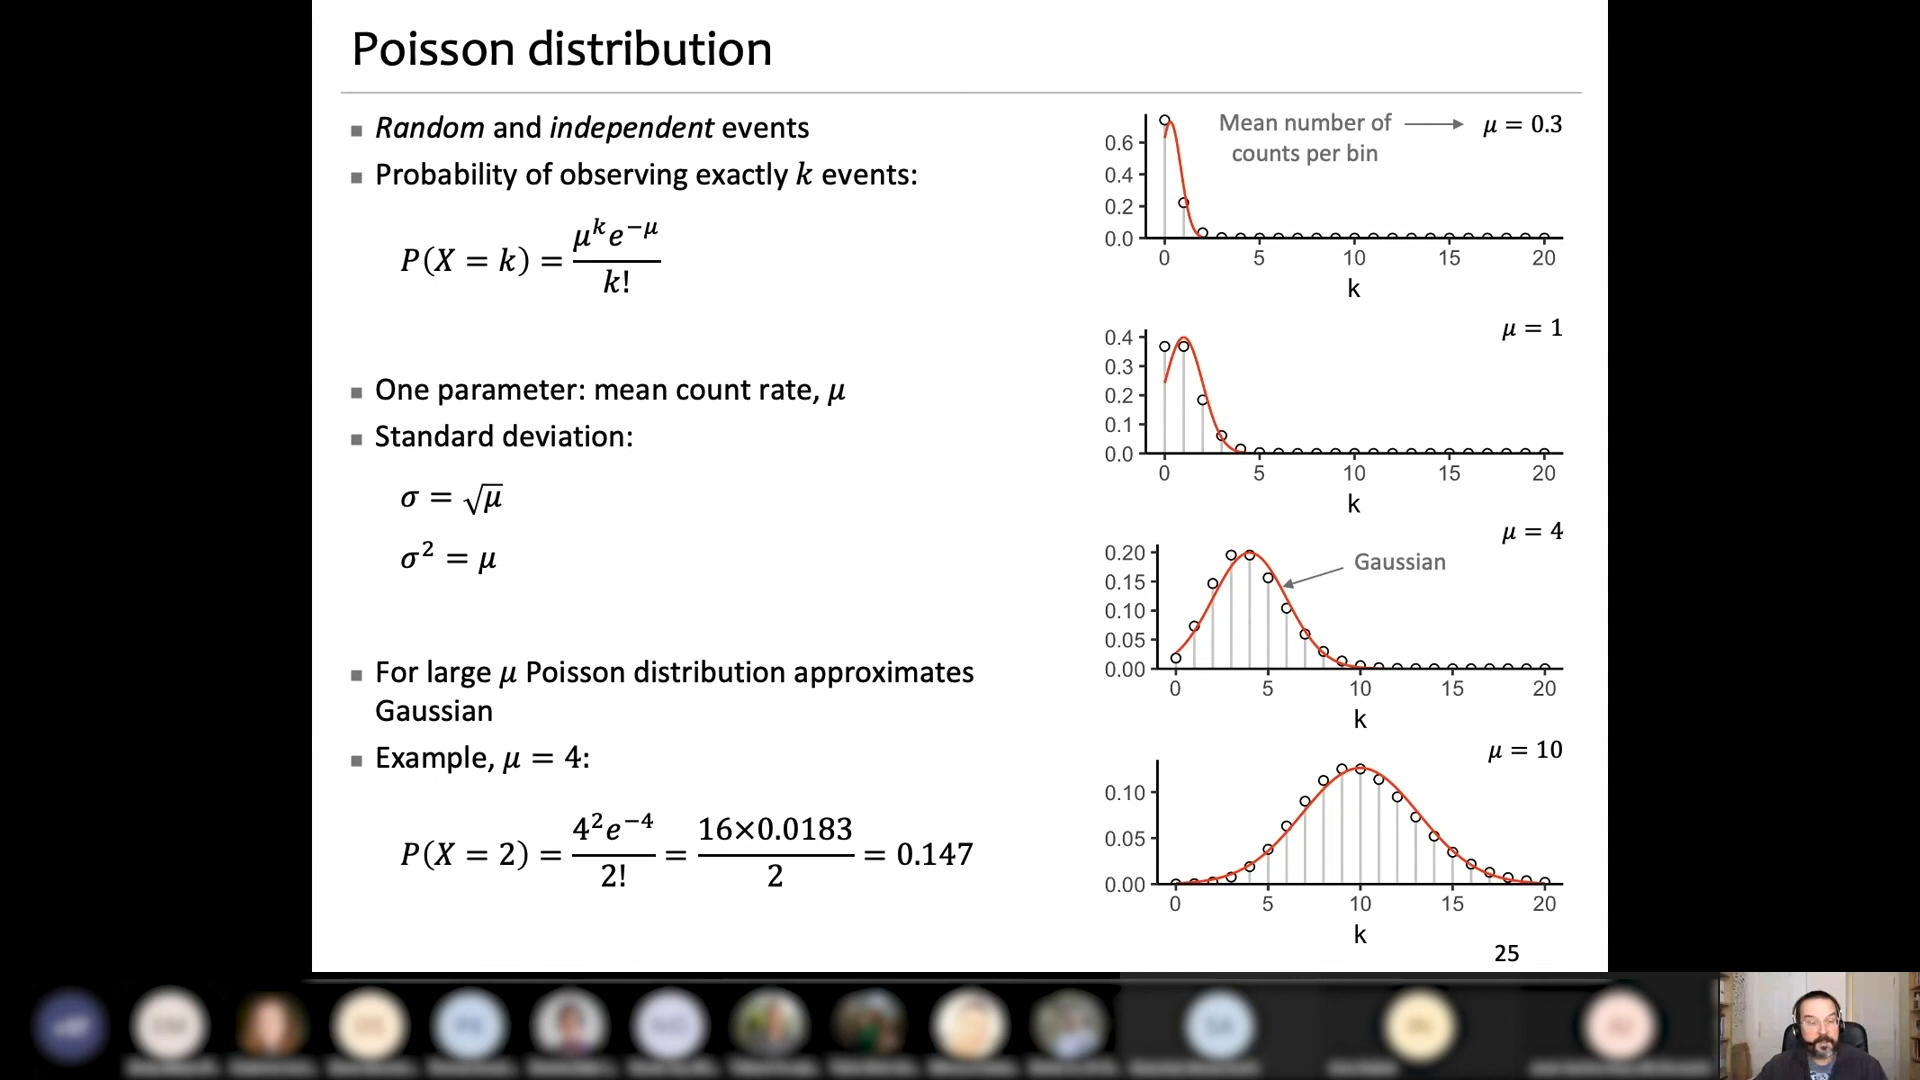 Poisson distribution
▪ Random and independent events
▪ Probability of observing exactly k events:
P(X = k) = μ^k e^−μ / k!
▪ One parameter: mean count rate, μ
▪ Standard deviation:
σ = √μ
σ² = μ
▪ For large μ Poisson distribution approximates
Gaussian
▪ Example, μ = 4:
P(X = 2) = 4²e^−4 / 2! = 16×0.0183 / 2 = 0.147
Mean number of
counts per bin
μ = 0.3
0.6
0.4
0.2
0.0
0 5 10 15 20
k
μ = 1
0.4
0.3
0.2
0.1
0.0
0 5 10 15 20
k
μ = 4
Gaussian
0.20
0.15
0.10
0.05
0.00
0 5 10 15 20
k
μ = 10
0.10
0.05
0.00
0 5 10 15 20
k
25